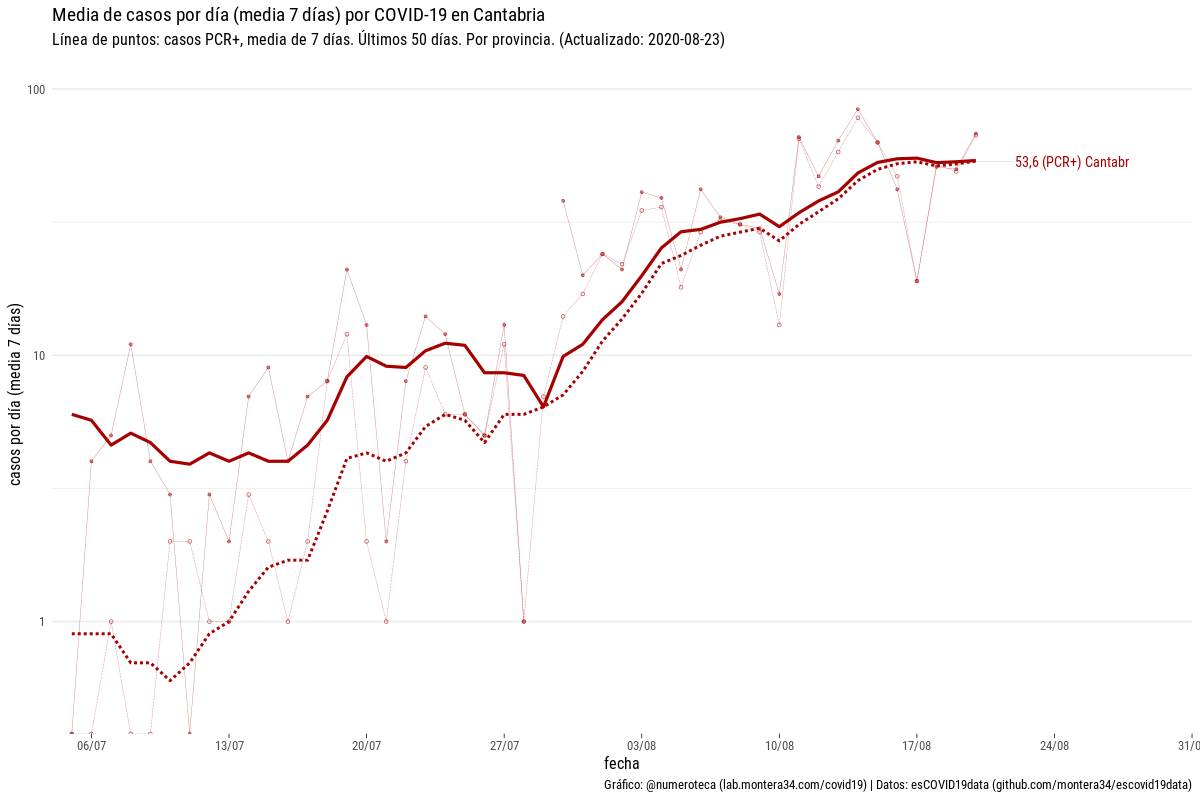 Media de casos por día (media 7 días) por COVID-19 en Cantabria
Línea de puntos: casos PCR+, media de 7 días. Últimos 50 días. Por provincia. (Actualizado: 2020-08-23)
100
10
1
casos por día (media 7 días)
53,6 (PCR+) Cantabr
06/07
13/07
20/07
27/07
03/08
10/08
17/08
24/08
31/0
fecha
Gráfico: @numeroteca (lab.montera34.com/covid19) | Datos: esCOVID19data (github.com/montera34/escovid19data)